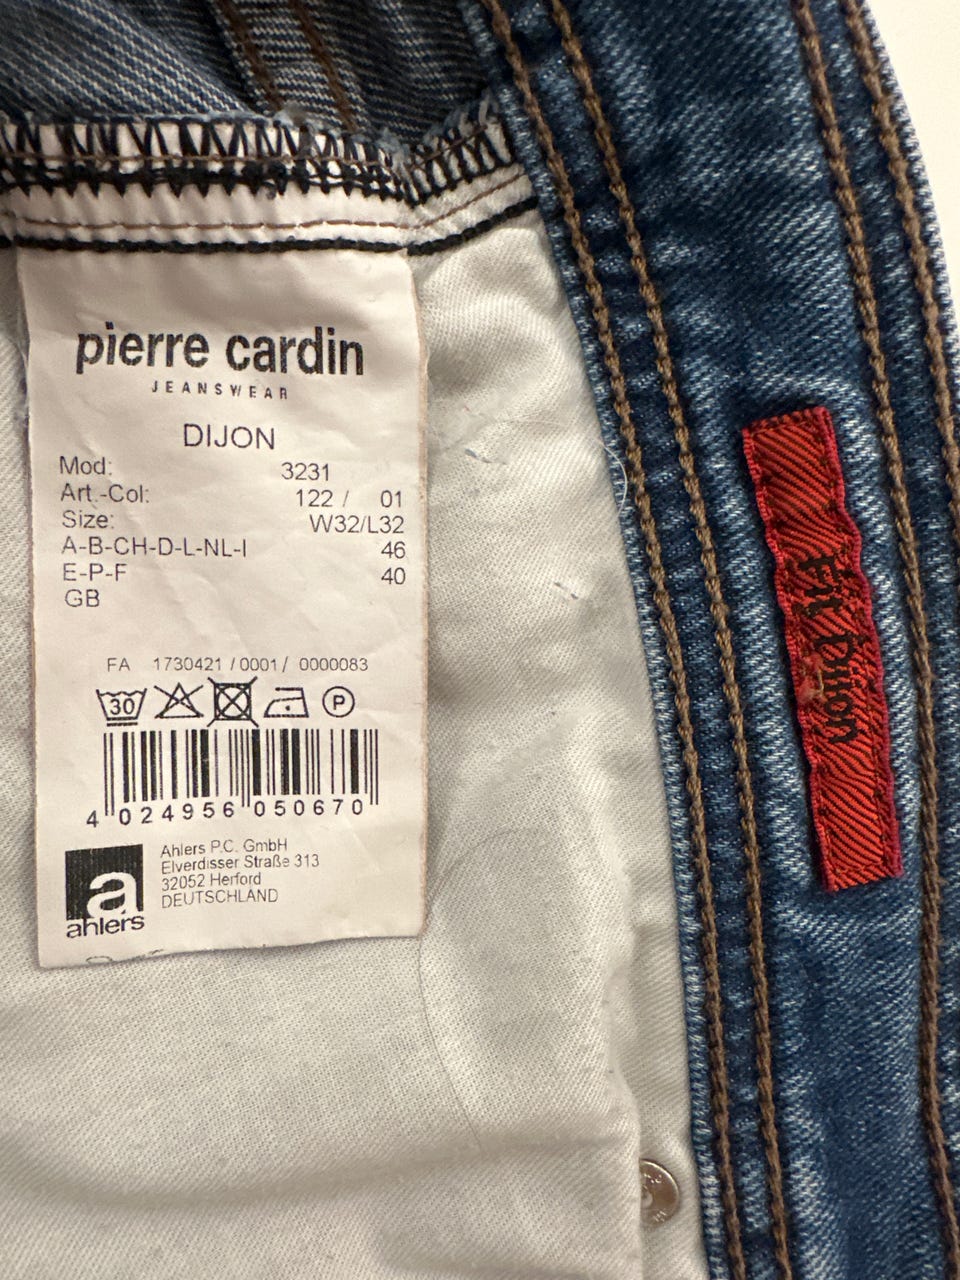 pierre cardin
JEANSWEAR
DIJON
Mod: 3231
Art.-Col: 122 / 01
Size: W32/L32
A-B-CH-D-L-NL-I 46
E-P-F 40
GB
FA 1730421 / 0001 / 0000083
30 P
4 024956 050670
Ahlers P.C. GmbH
Elverdisser Straße 313
32052 Herford
DEUTSCHLAND
a
ahlers
Fit Dijon